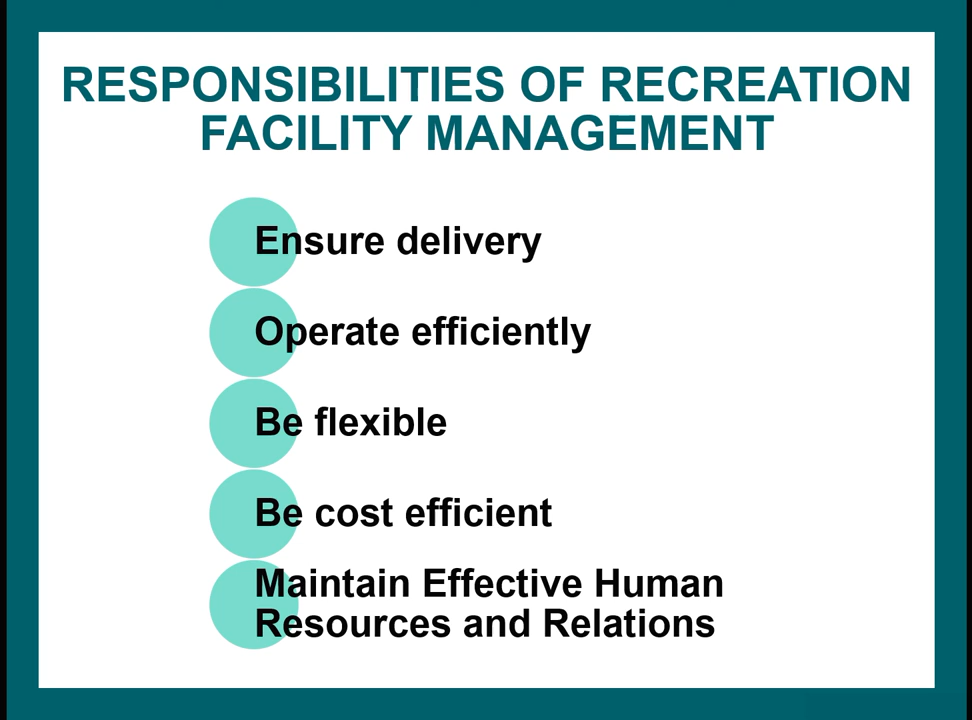 RESPONSIBILITIES OF RECREATION
FACILITY MANAGEMENT
Ensure delivery
Operate efficiently
Be flexible
Be cost efficient
Maintain Effective Human
Resources and Relations